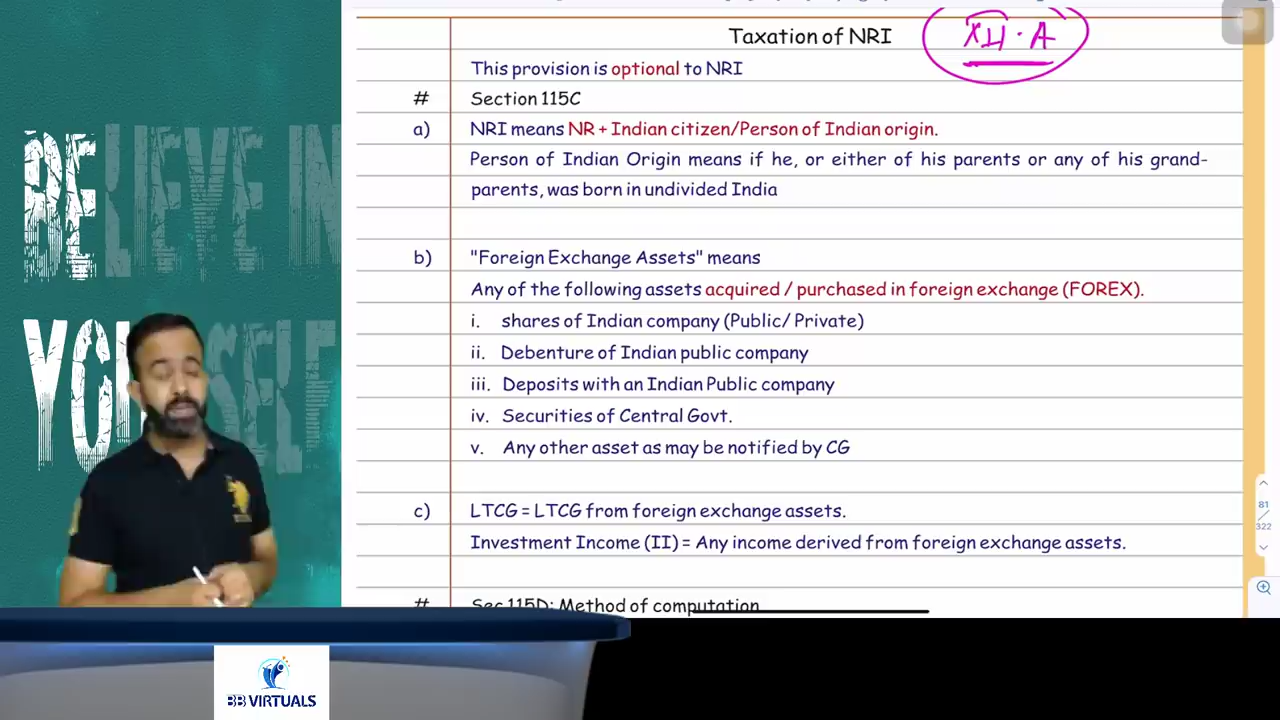 BELIEVE IN
Taxation of NRI
XII-A
This provision is optional to NRI
# Section 115C
a) NRI means NR + Indian citizen/Person of Indian origin.
Person of Indian Origin means if he, or either of his parents or any of his grand-
parents, was born in undivided India
b) "Foreign Exchange Assets" means
Any of the following assets acquired / purchased in foreign exchange (FOREX).
i. shares of Indian company (Public/ Private)
ii. Debenture of Indian public company
iii. Deposits with an Indian Public company
iv. Securities of Central Govt.
v. Any other asset as may be notified by CG
c) LTCG = LTCG from foreign exchange assets.
Investment Income (II) = Any income derived from foreign exchange assets.
# Sec 115D: Method of computation
81
322
BB VIRTUALS